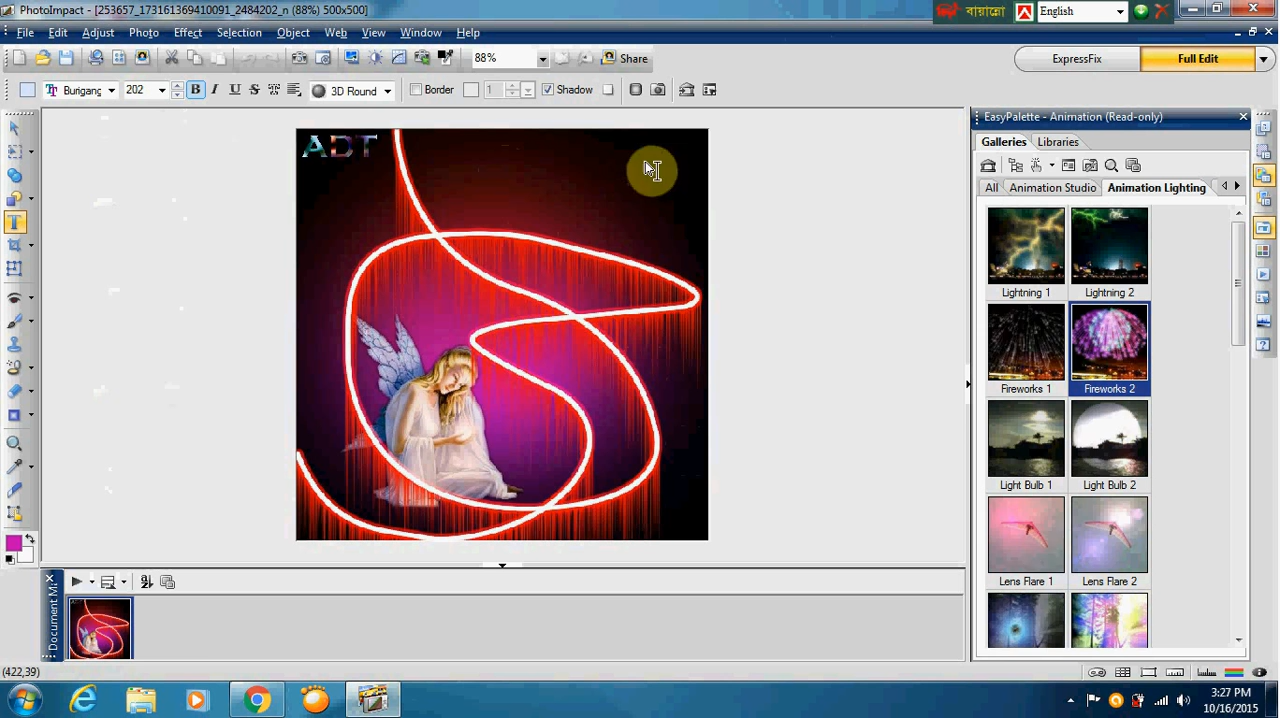 PhotoImpact - [253657_173161369410091_2484202_n (88%) 500x500]
বায়ান্নো English
File Edit Adjust Photo Effect Selection Object Web View Window Help
88% Share ExpressFix Full Edit
Burigang 202 B I U S 3D Round Border 1 Shadow
ADT
EasyPalette - Animation (Read-only)
Galleries Libraries
All Animation Studio Animation Lighting
Lightning 1 Lightning 2
Fireworks 1 Fireworks 2
Light Bulb 1 Light Bulb 2
Lens Flare 1 Lens Flare 2
Document M
(422,39)
3:27 PM
10/16/2015